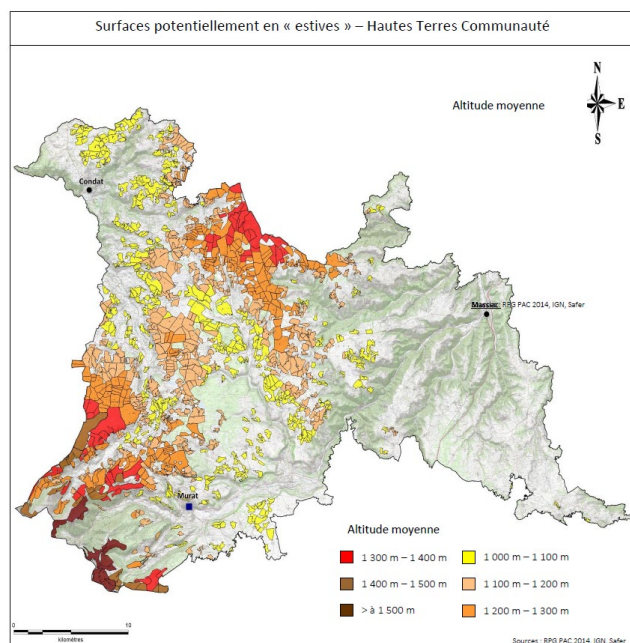 Surfaces potentiellement en « estives » – Hautes Terres Communauté
N
E
S
Altitude moyenne
Condat
Massiac RPG PAC 2014, IGN, Safer
Murat
Altitude moyenne
1 300 m – 1 400 m
1 000 m – 1 100 m
1 400 m – 1 500 m
1 100 m – 1 200 m
> à 1 500 m
1 200 m – 1 300 m
0
10
kilomètres
Sources : RPG PAC 2014, IGN, Safer